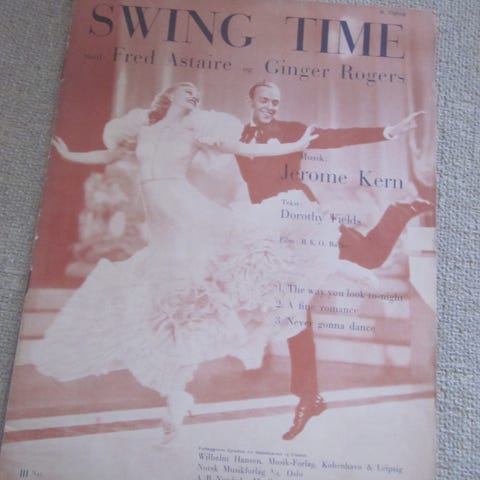 SWING TIME
med Fred Astaire og Ginger Rogers
Musik:
Jerome Kern
Tekst:
Dorothy Fields
Film: R. K. O. Radio
1. The way you look to-night
2. A fine romance
3. Never gonna dance
Wilhelm Hansen, Musik-Forlag, København & Leipzig
Norsk Musikforlag A/s, Oslo
III